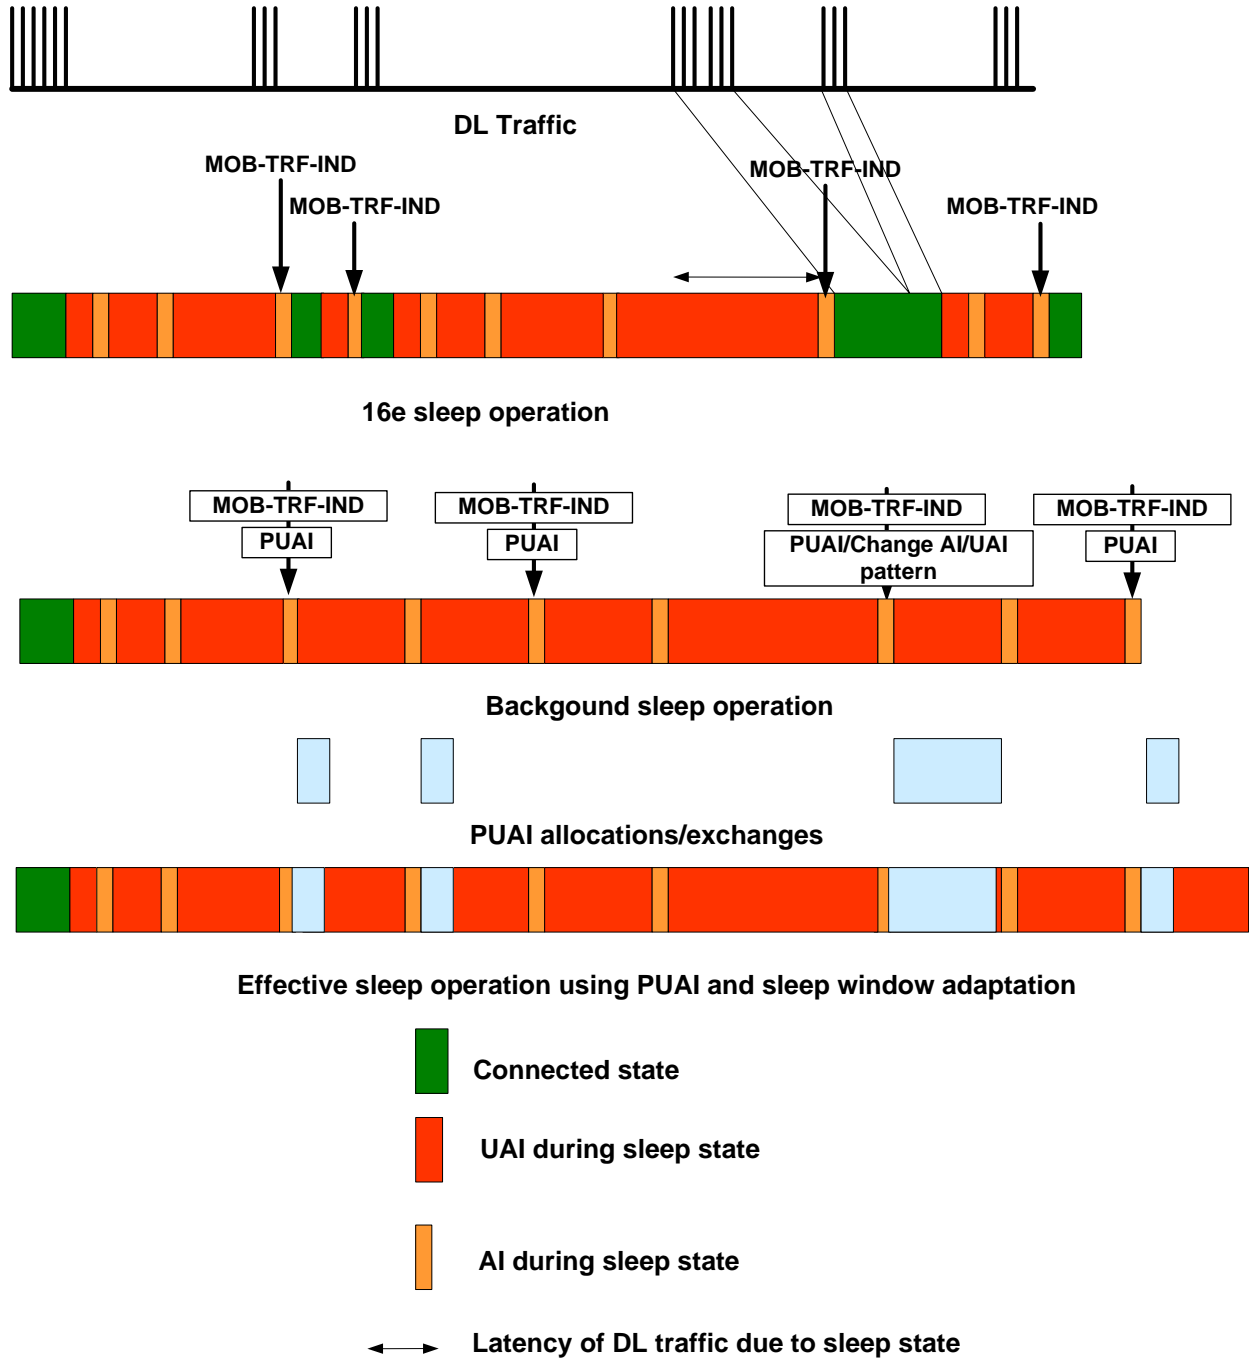 DL Traffic
MOB-TRF-IND
MOB-TRF-IND
MOB-TRF-IND
MOB-TRF-IND
16e sleep operation
MOB-TRF-IND
MOB-TRF-IND
MOB-TRF-IND
MOB-TRF-IND
PUAI
PUAI
PUAI/Change AI/UAI
pattern
PUAI
Backgound sleep operation
PUAI allocations/exchanges
Effective sleep operation using PUAI and sleep window adaptation
Connected state
UAI during sleep state
AI during sleep state
Latency of DL traffic due to sleep state